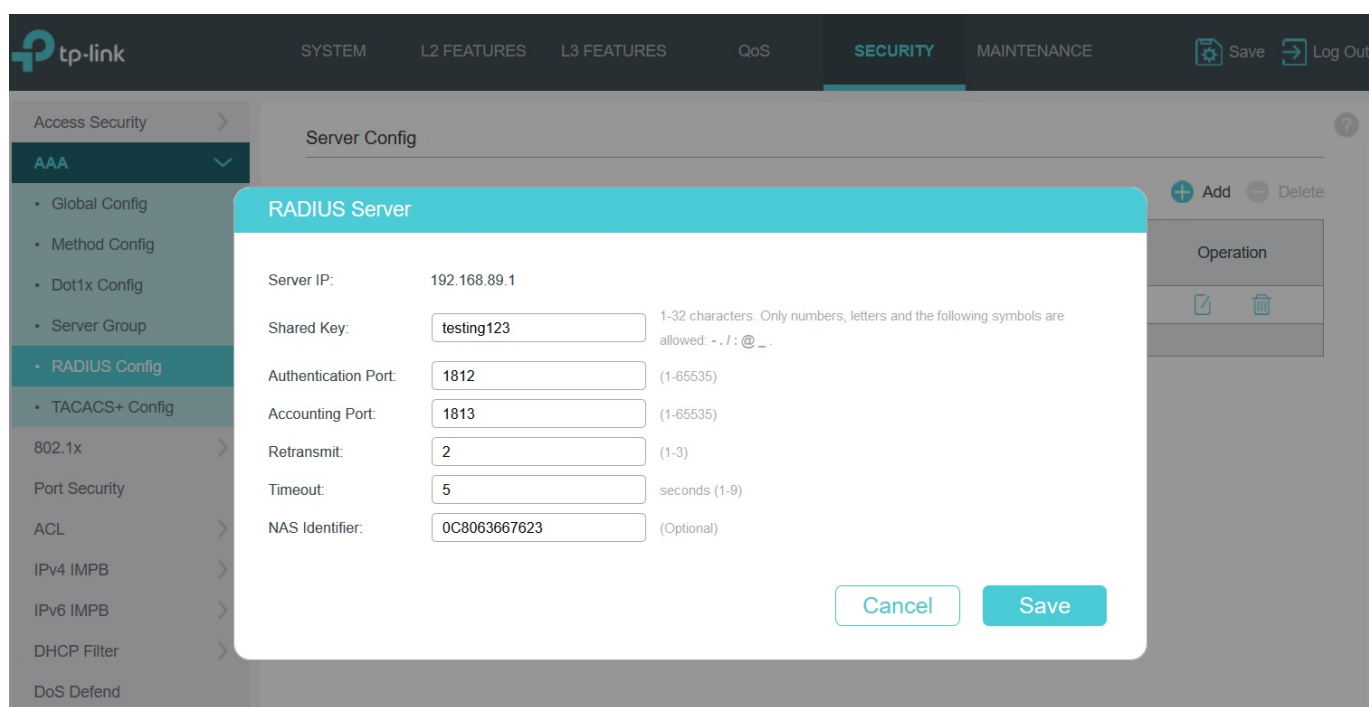 tp-link
SYSTEM L2 FEATURES L3 FEATURES QoS SECURITY MAINTENANCE Save Log Out
Access Security
AAA
• Global Config
• Method Config
• Dot1x Config
• Server Group
• RADIUS Config
• TACACS+ Config
802.1x
Port Security
ACL
IPv4 IMPB
IPv6 IMPB
DHCP Filter
DoS Defend
Server Config
?
Add Delete
Operation
RADIUS Server
Server IP: 192.168.89.1
Shared Key: testing123 1-32 characters. Only numbers, letters and the following symbols are
allowed: - . / : @ _ .
Authentication Port: 1812 (1-65535)
Accounting Port: 1813 (1-65535)
Retransmit: 2 (1-3)
Timeout: 5 seconds (1-9)
NAS Identifier: 0C8063667623 (Optional)
Cancel Save